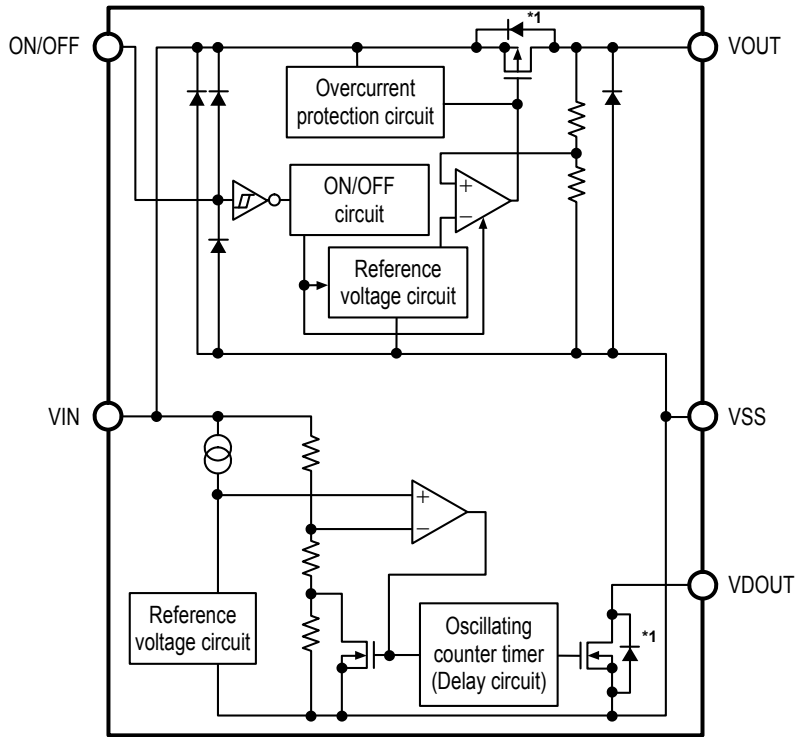 *1
ON/OFF
VOUT
Overcurrent
protection circuit
ON/OFF
circuit
+
−
Reference
voltage circuit
VIN
VSS
+
−
VDOUT
Reference
voltage circuit
Oscillating
counter timer
(Delay circuit)
*1